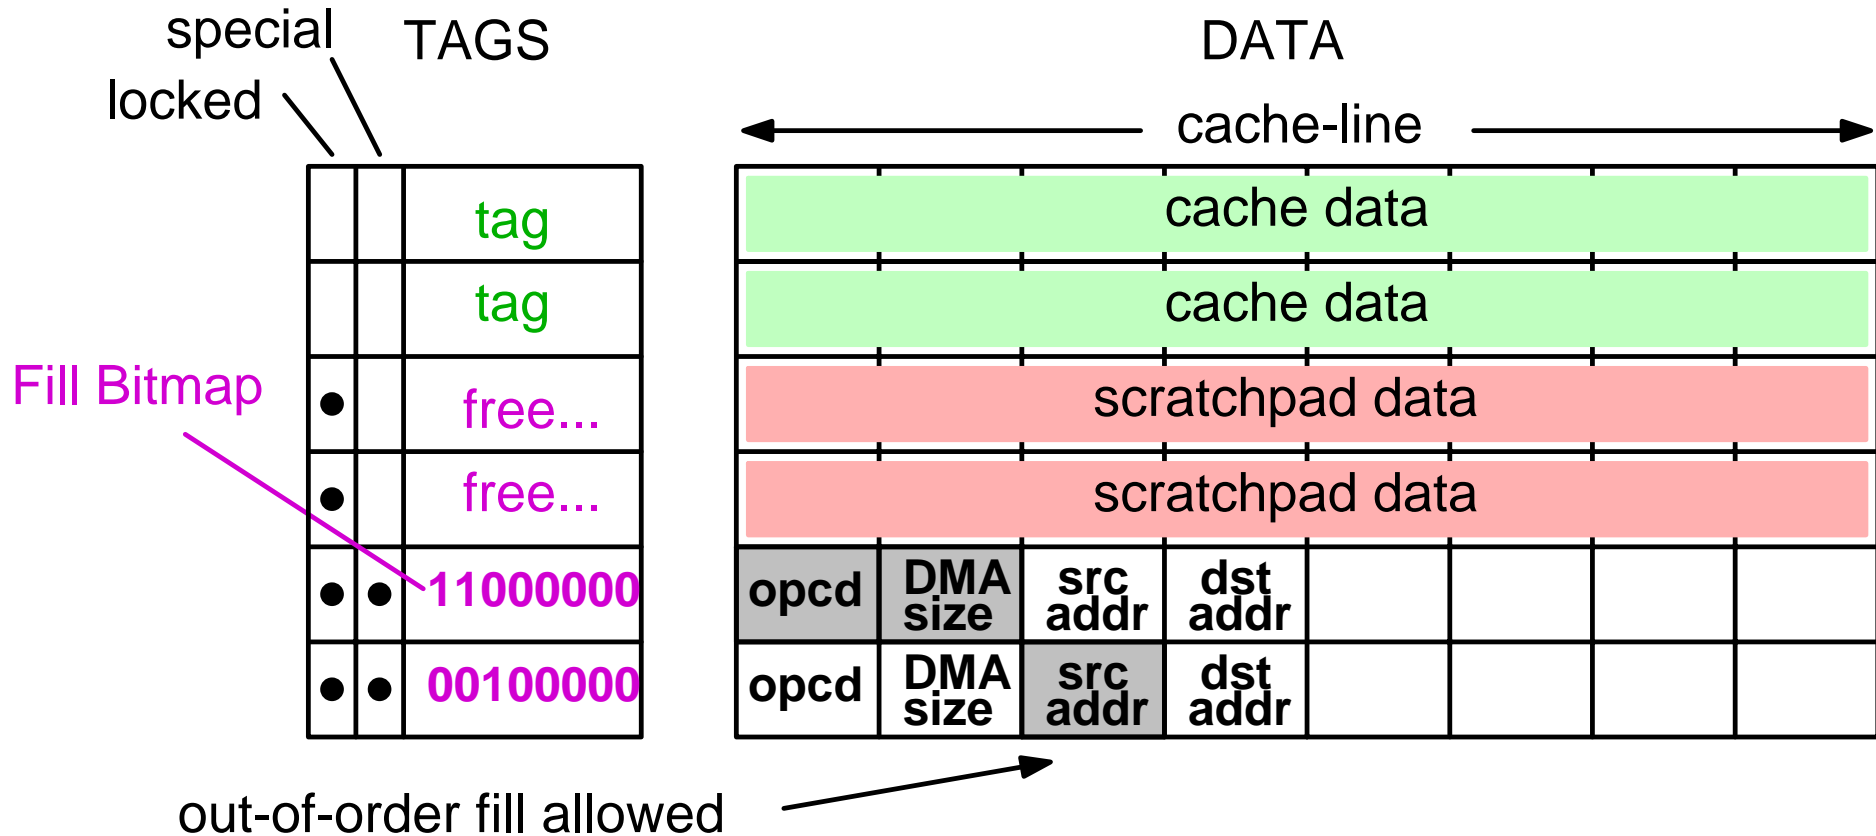 special
TAGS
DATA
locked
cache-line
tag
cache data
tag
cache data
Fill Bitmap
free...
scratchpad data
free...
scratchpad data
11000000
opcd
DMA
size
src
addr
dst
addr
00100000
opcd
DMA
size
src
addr
dst
addr
out-of-order fill allowed